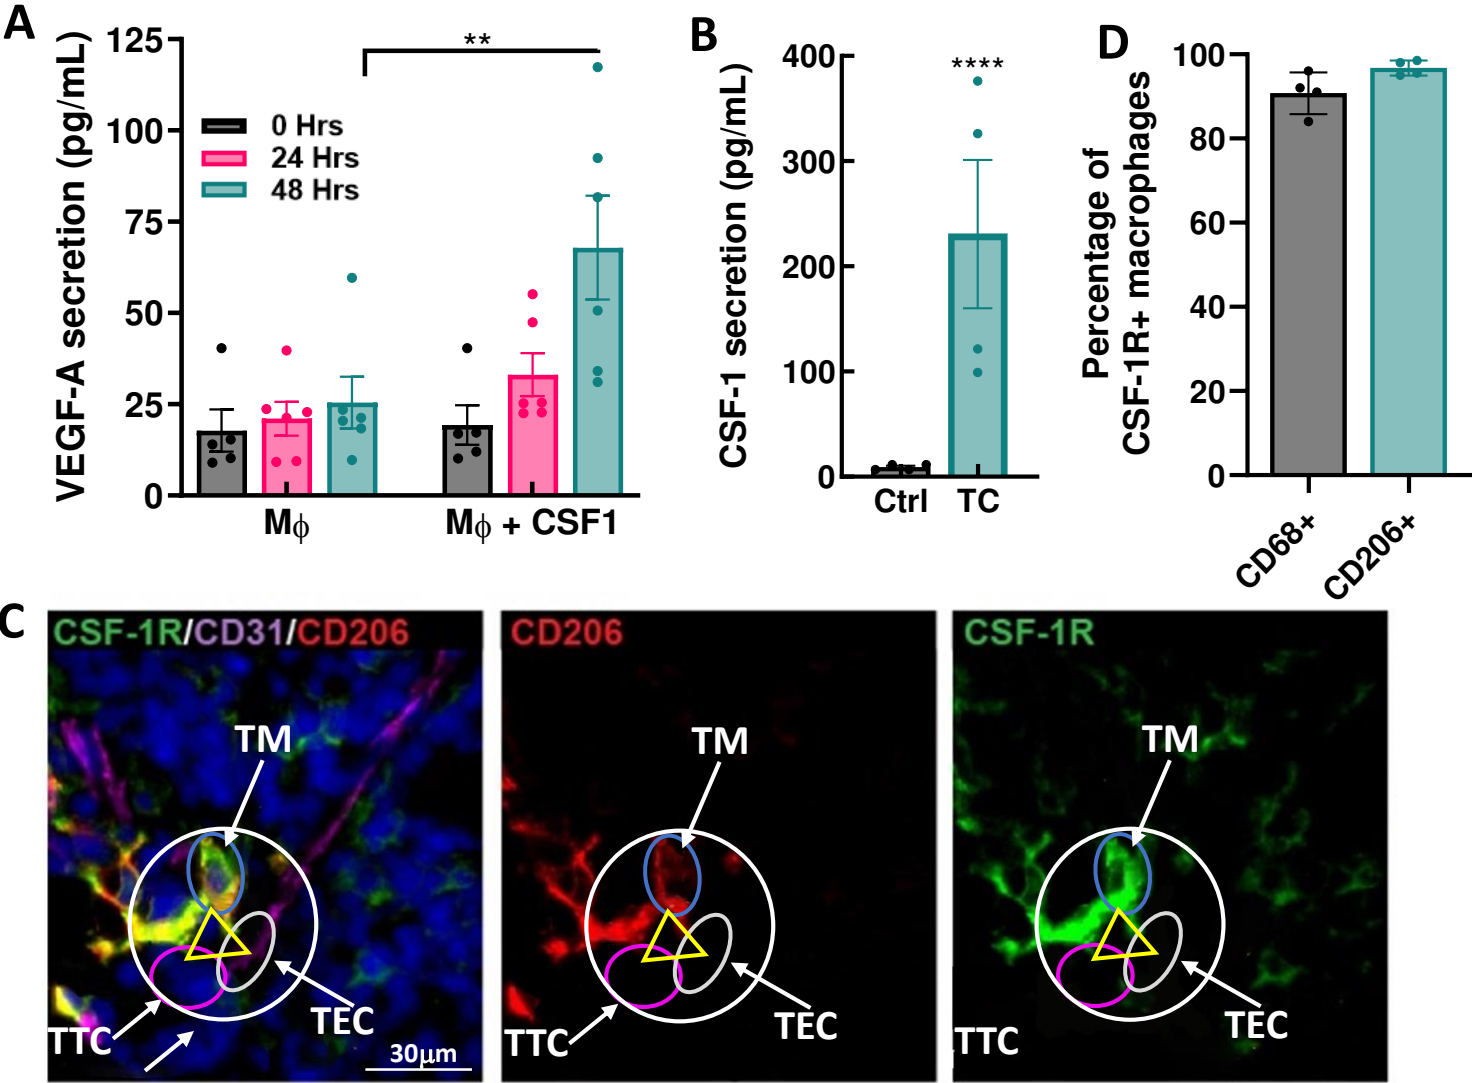 A
VEGF-A secretion (pg/mL)
125
100
75
50
25
0
**
0 Hrs
24 Hrs
48 Hrs
Mϕ
Mϕ + CSF1
B
CSF-1 secretion (pg/mL)
400
300
200
100
0
****
Ctrl
TC
D
Percentage of
CSF-1R+ macrophages
100
80
60
40
20
0
CD68+
CD206+
C
CSF-1R/CD31/CD206
TM
TTC
TEC
30μm
CD206
TM
TTC
TEC
CSF-1R
TM
TTC
TEC